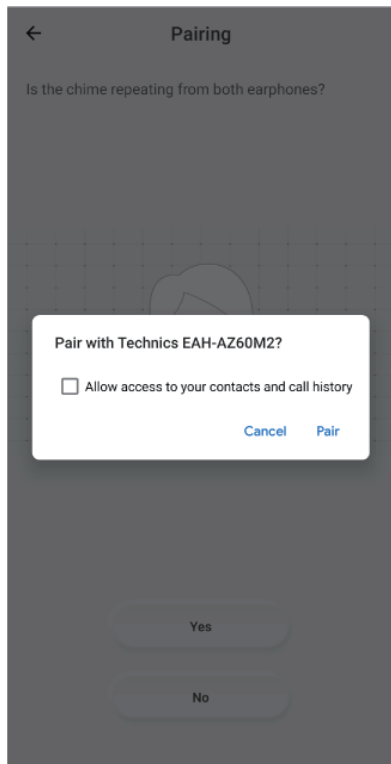 Pairing
Is the chime repeating from both earphones?
Pair with Technics EAH-AZ60M2?
Allow access to your contacts and call history
Cancel Pair
Yes
No